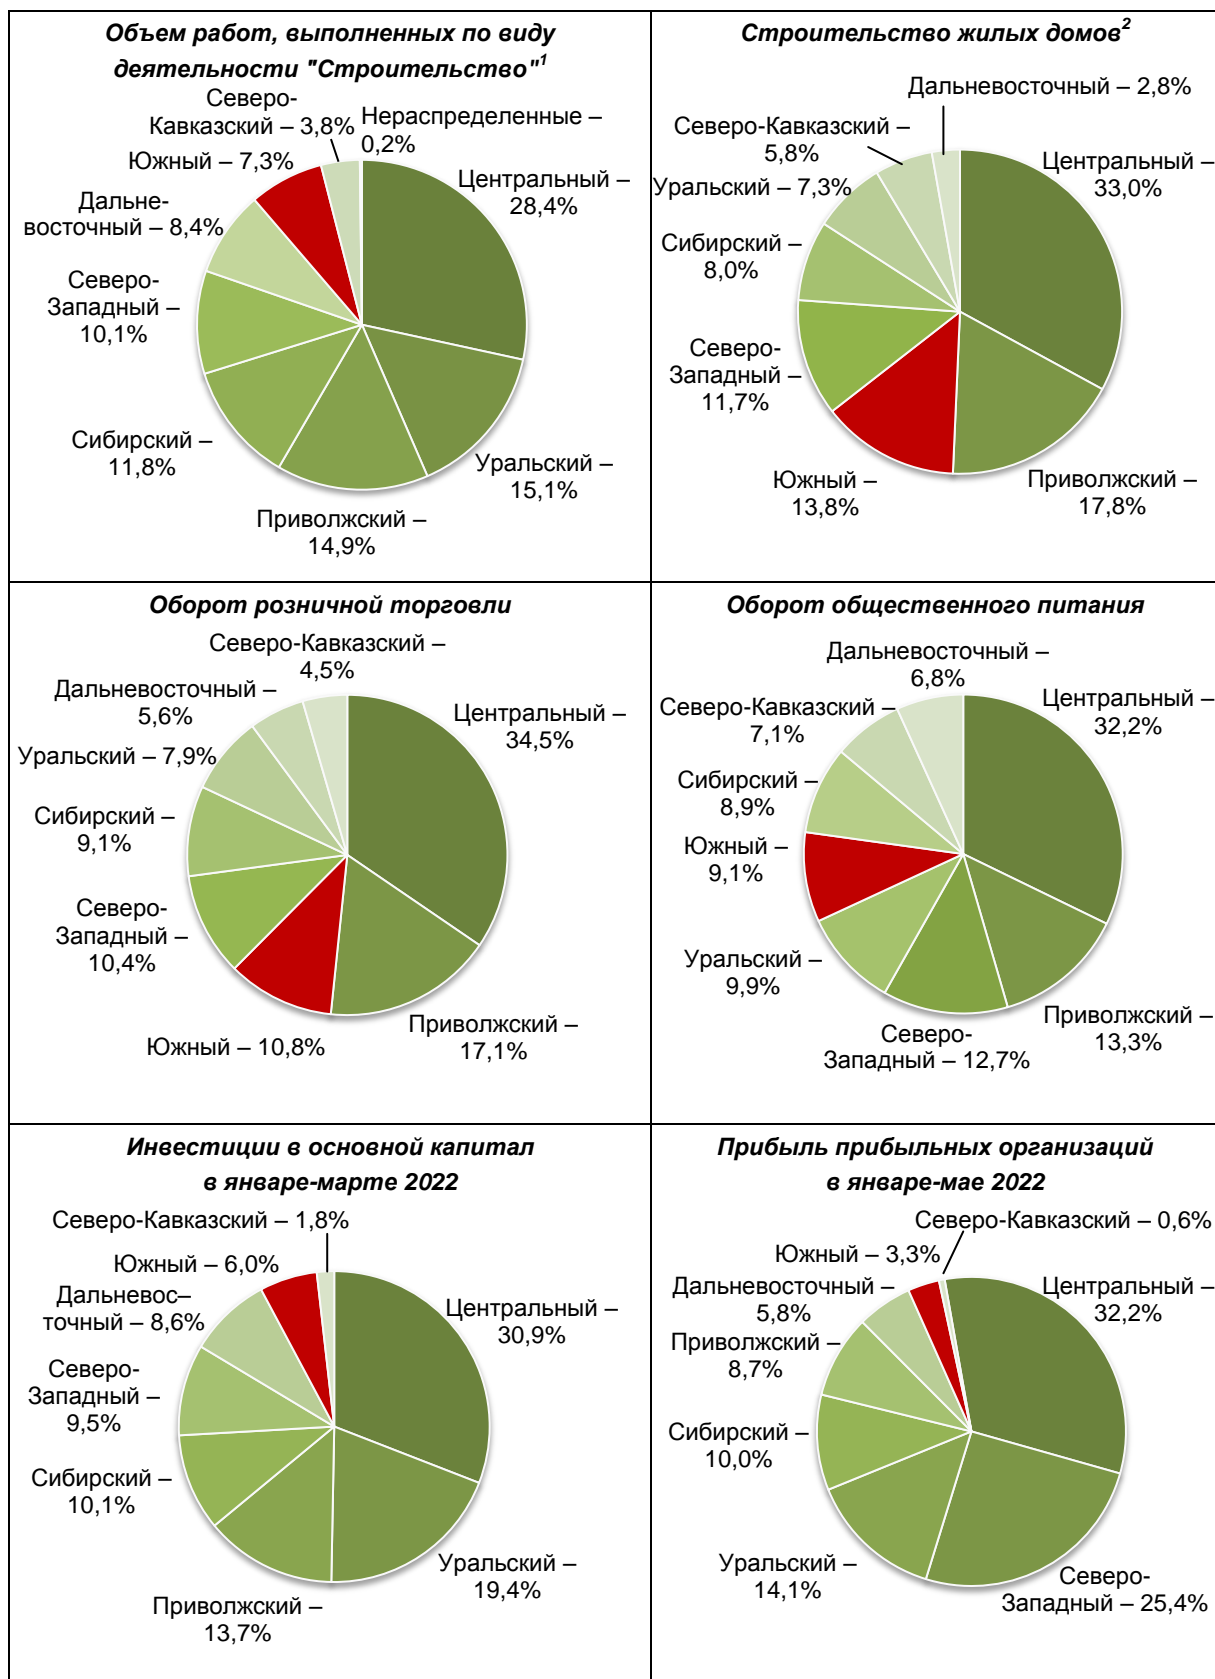 Объем работ, выполненных по виду
деятельности "Строительство"1
Северо-
Кавказский – 3,8%
Нераспределенные –
0,2%
Южный – 7,3%
Центральный –
28,4%
Дальне-
восточный – 8,4%
Северо-
Западный –
10,1%
Сибирский –
11,8%
Уральский –
15,1%
Приволжский –
14,9%
Строительство жилых домов2
Дальневосточный – 2,8%
Северо-Кавказский –
5,8%
Центральный –
33,0%
Уральский – 7,3%
Сибирский –
8,0%
Северо-
Западный –
11,7%
Южный –
13,8%
Приволжский –
17,8%
Оборот розничной торговли
Северо-Кавказский –
4,5%
Дальневосточный –
5,6%
Центральный –
34,5%
Уральский – 7,9%
Сибирский –
9,1%
Северо-
Западный –
10,4%
Южный – 10,8%
Приволжский –
17,1%
Оборот общественного питания
Дальневосточный –
6,8%
Северо-Кавказский –
7,1%
Центральный –
32,2%
Сибирский –
8,9%
Южный –
9,1%
Уральский –
9,9%
Северо-
Западный – 12,7%
Приволжский –
13,3%
Инвестиции в основной капитал
в январе-марте 2022
Северо-Кавказский – 1,8%
Южный – 6,0%
Дальневос–
точный – 8,6%
Центральный –
30,9%
Северо-
Западный –
9,5%
Сибирский –
10,1%
Уральский –
19,4%
Приволжский –
13,7%
Прибыль прибыльных организаций
в январе-мае 2022
Северо-Кавказский – 0,6%
Южный – 3,3%
Дальневосточный –
5,8%
Центральный –
32,2%
Приволжский –
8,7%
Сибирский –
10,0%
Уральский –
14,1%
Северо-
Западный – 25,4%